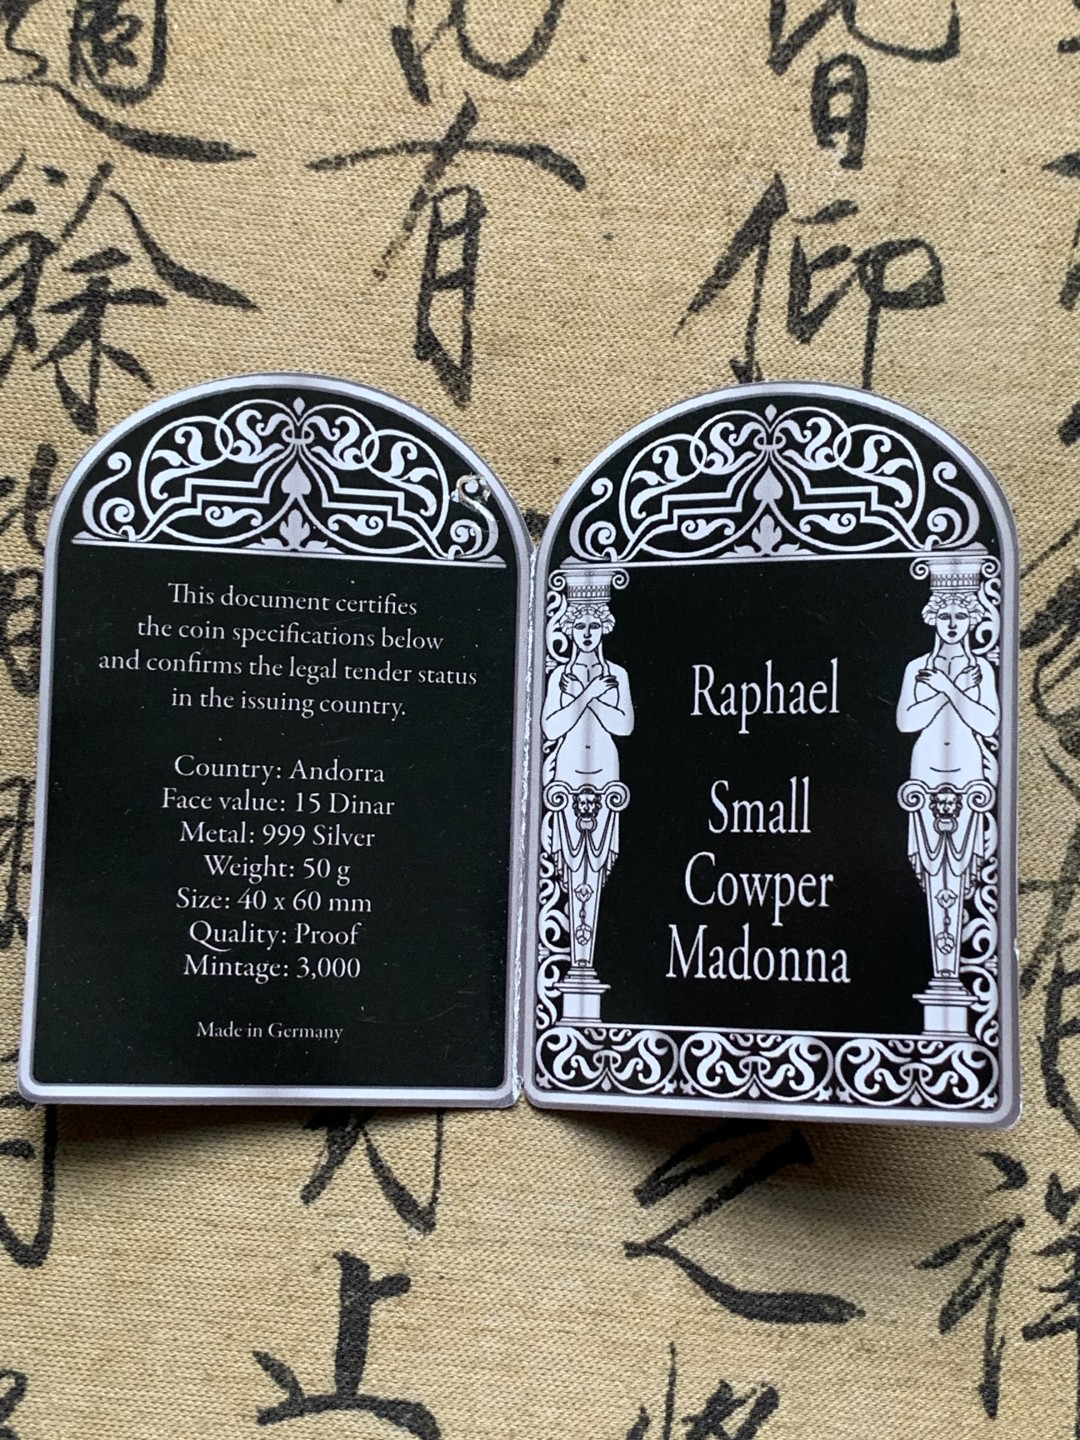 This document certifies
the coin specifications below
and confirms the legal tender status
in the issuing country.
Country: Andorra
Face value: 15 Dinar
Metal: 999 Silver
Weight: 50 g
Size: 40 x 60 mm
Quality: Proof
Mintage: 3,000
Made in Germany
Raphael
Small
Cowper
Madonna
有
仰